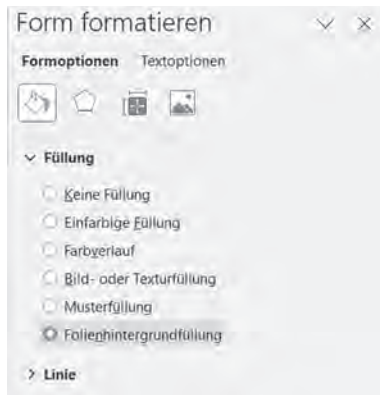 Form formatieren
Formoptionen Textoptionen
Füllung
Keine Füllung
Einfarbige Füllung
Farbverlauf
Bild- oder Texturfüllung
Musterfüllung
Folienhintergrundfüllung
Linie